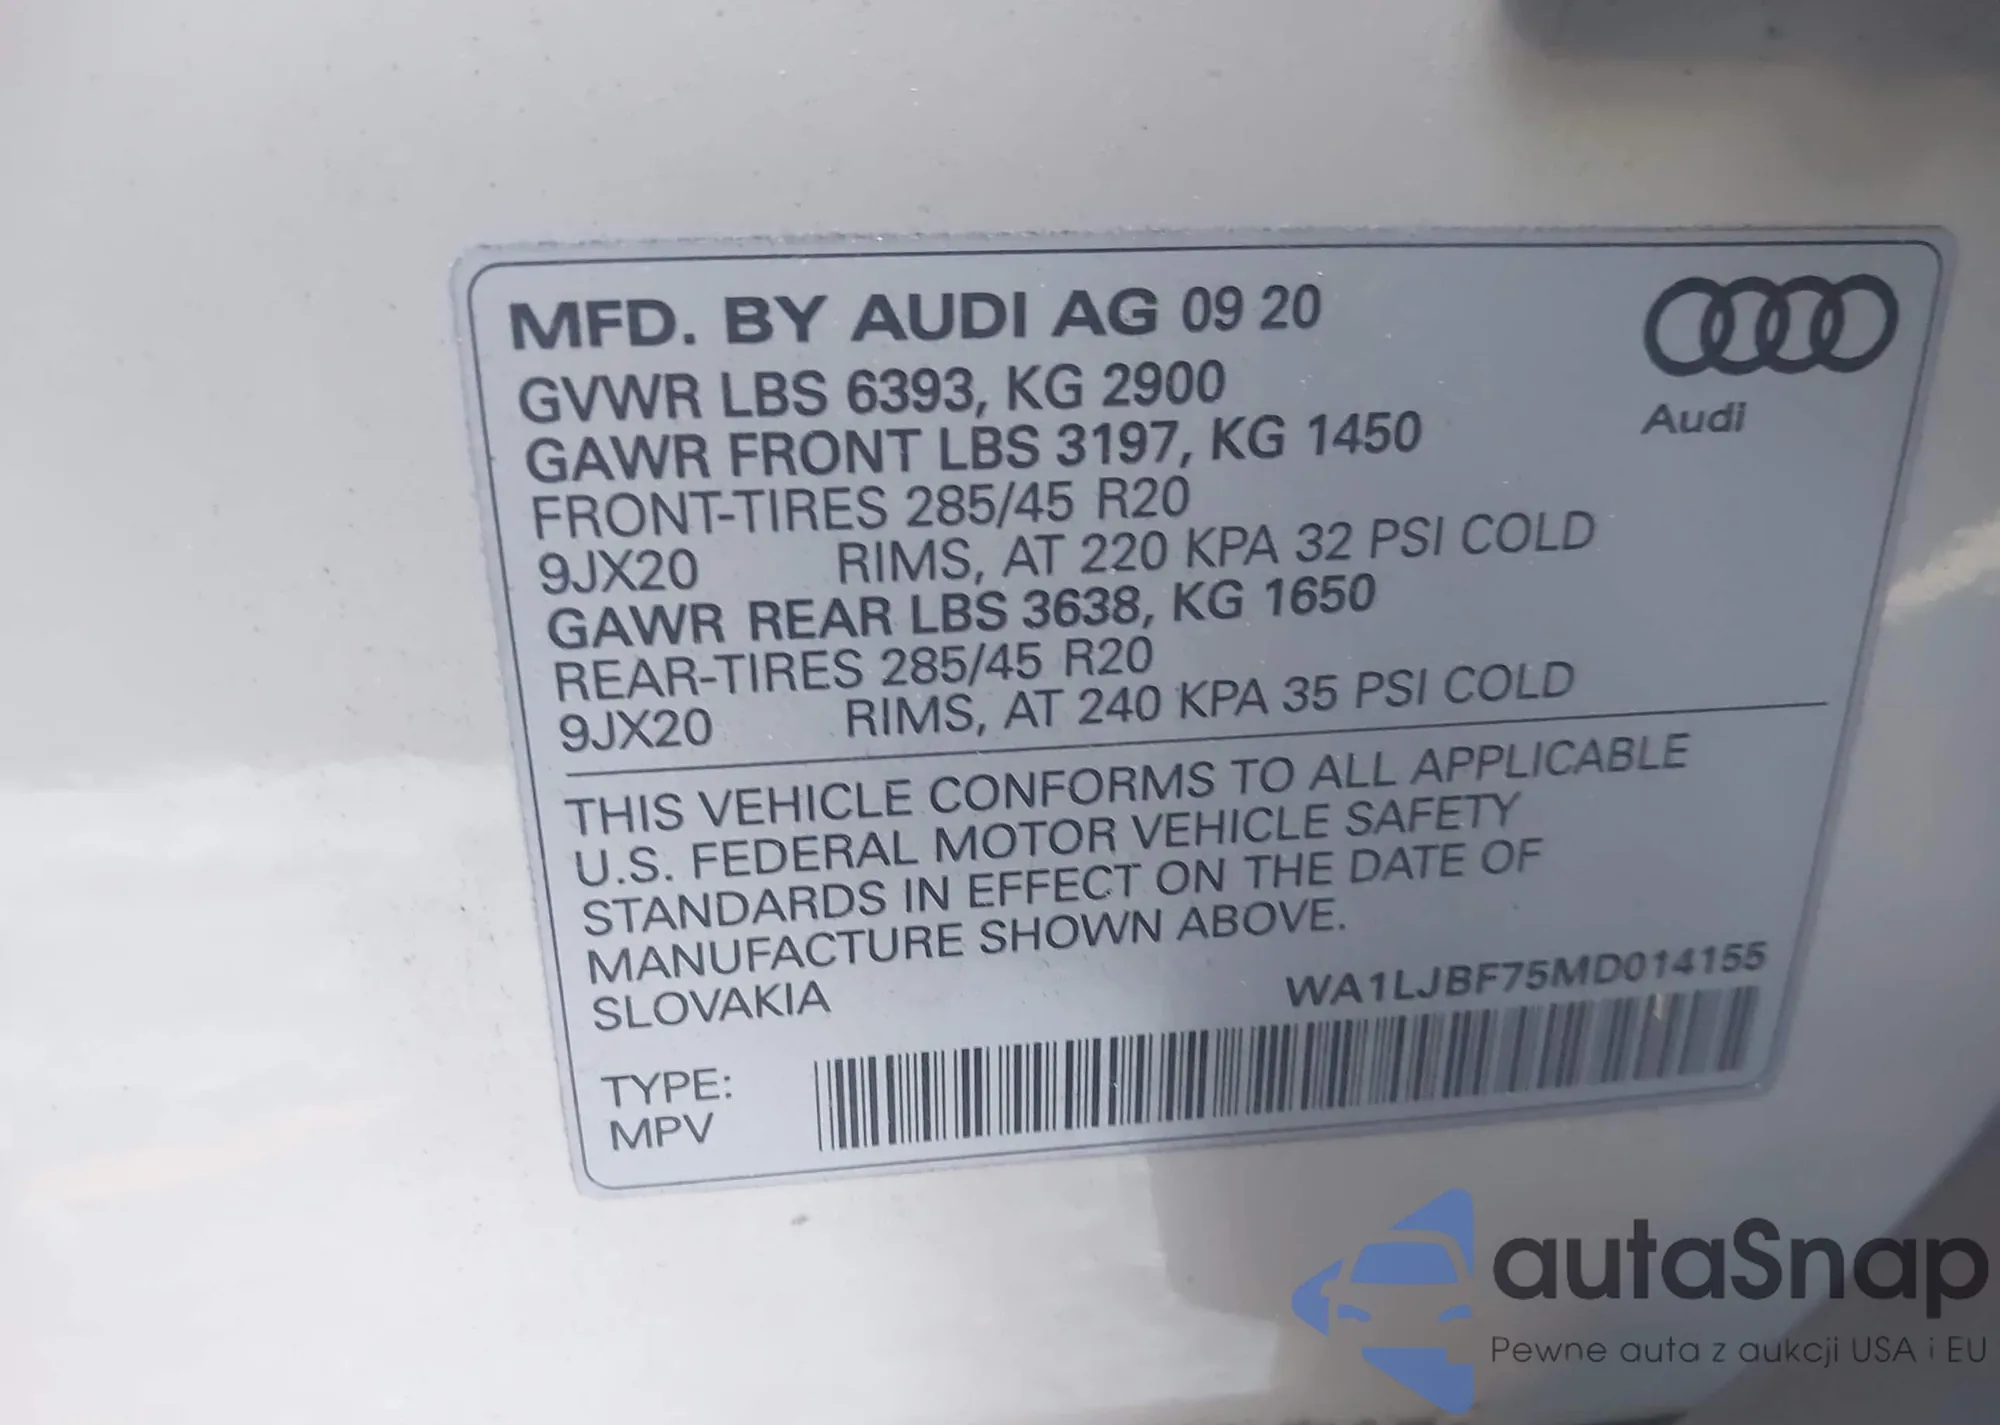 MFD. BY AUDI AG 09 20
GVWR LBS 6393, KG 2900
GAWR FRONT LBS 3197, KG 1450
FRONT-TIRES 285/45 R20
9JX20 RIMS, AT 220 KPA 32 PSI COLD
GAWR REAR LBS 3638, KG 1650
REAR-TIRES 285/45 R20
9JX20 RIMS, AT 240 KPA 35 PSI COLD
Audi
THIS VEHICLE CONFORMS TO ALL APPLICABLE
U.S. FEDERAL MOTOR VEHICLE SAFETY
STANDARDS IN EFFECT ON THE DATE OF
MANUFACTURE SHOWN ABOVE.
SLOVAKIA
WA1LJBF75MD014155
TYPE:
MPV
autaSnap
Pewne auta z aukcji USA i EU